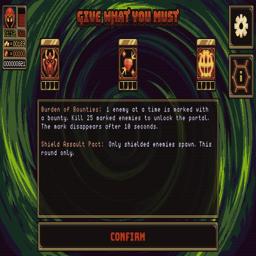 GIVE WHAT YOU MUST
Burden of Bounties: 1 enemy at a time is marked
with a bounty. Kill 25 marked enemies to unlock the portal.
The mark disappears after 10 seconds.
Shield Assault Pact: Only shielded enemies spawn. This
round only.
CONFIRM